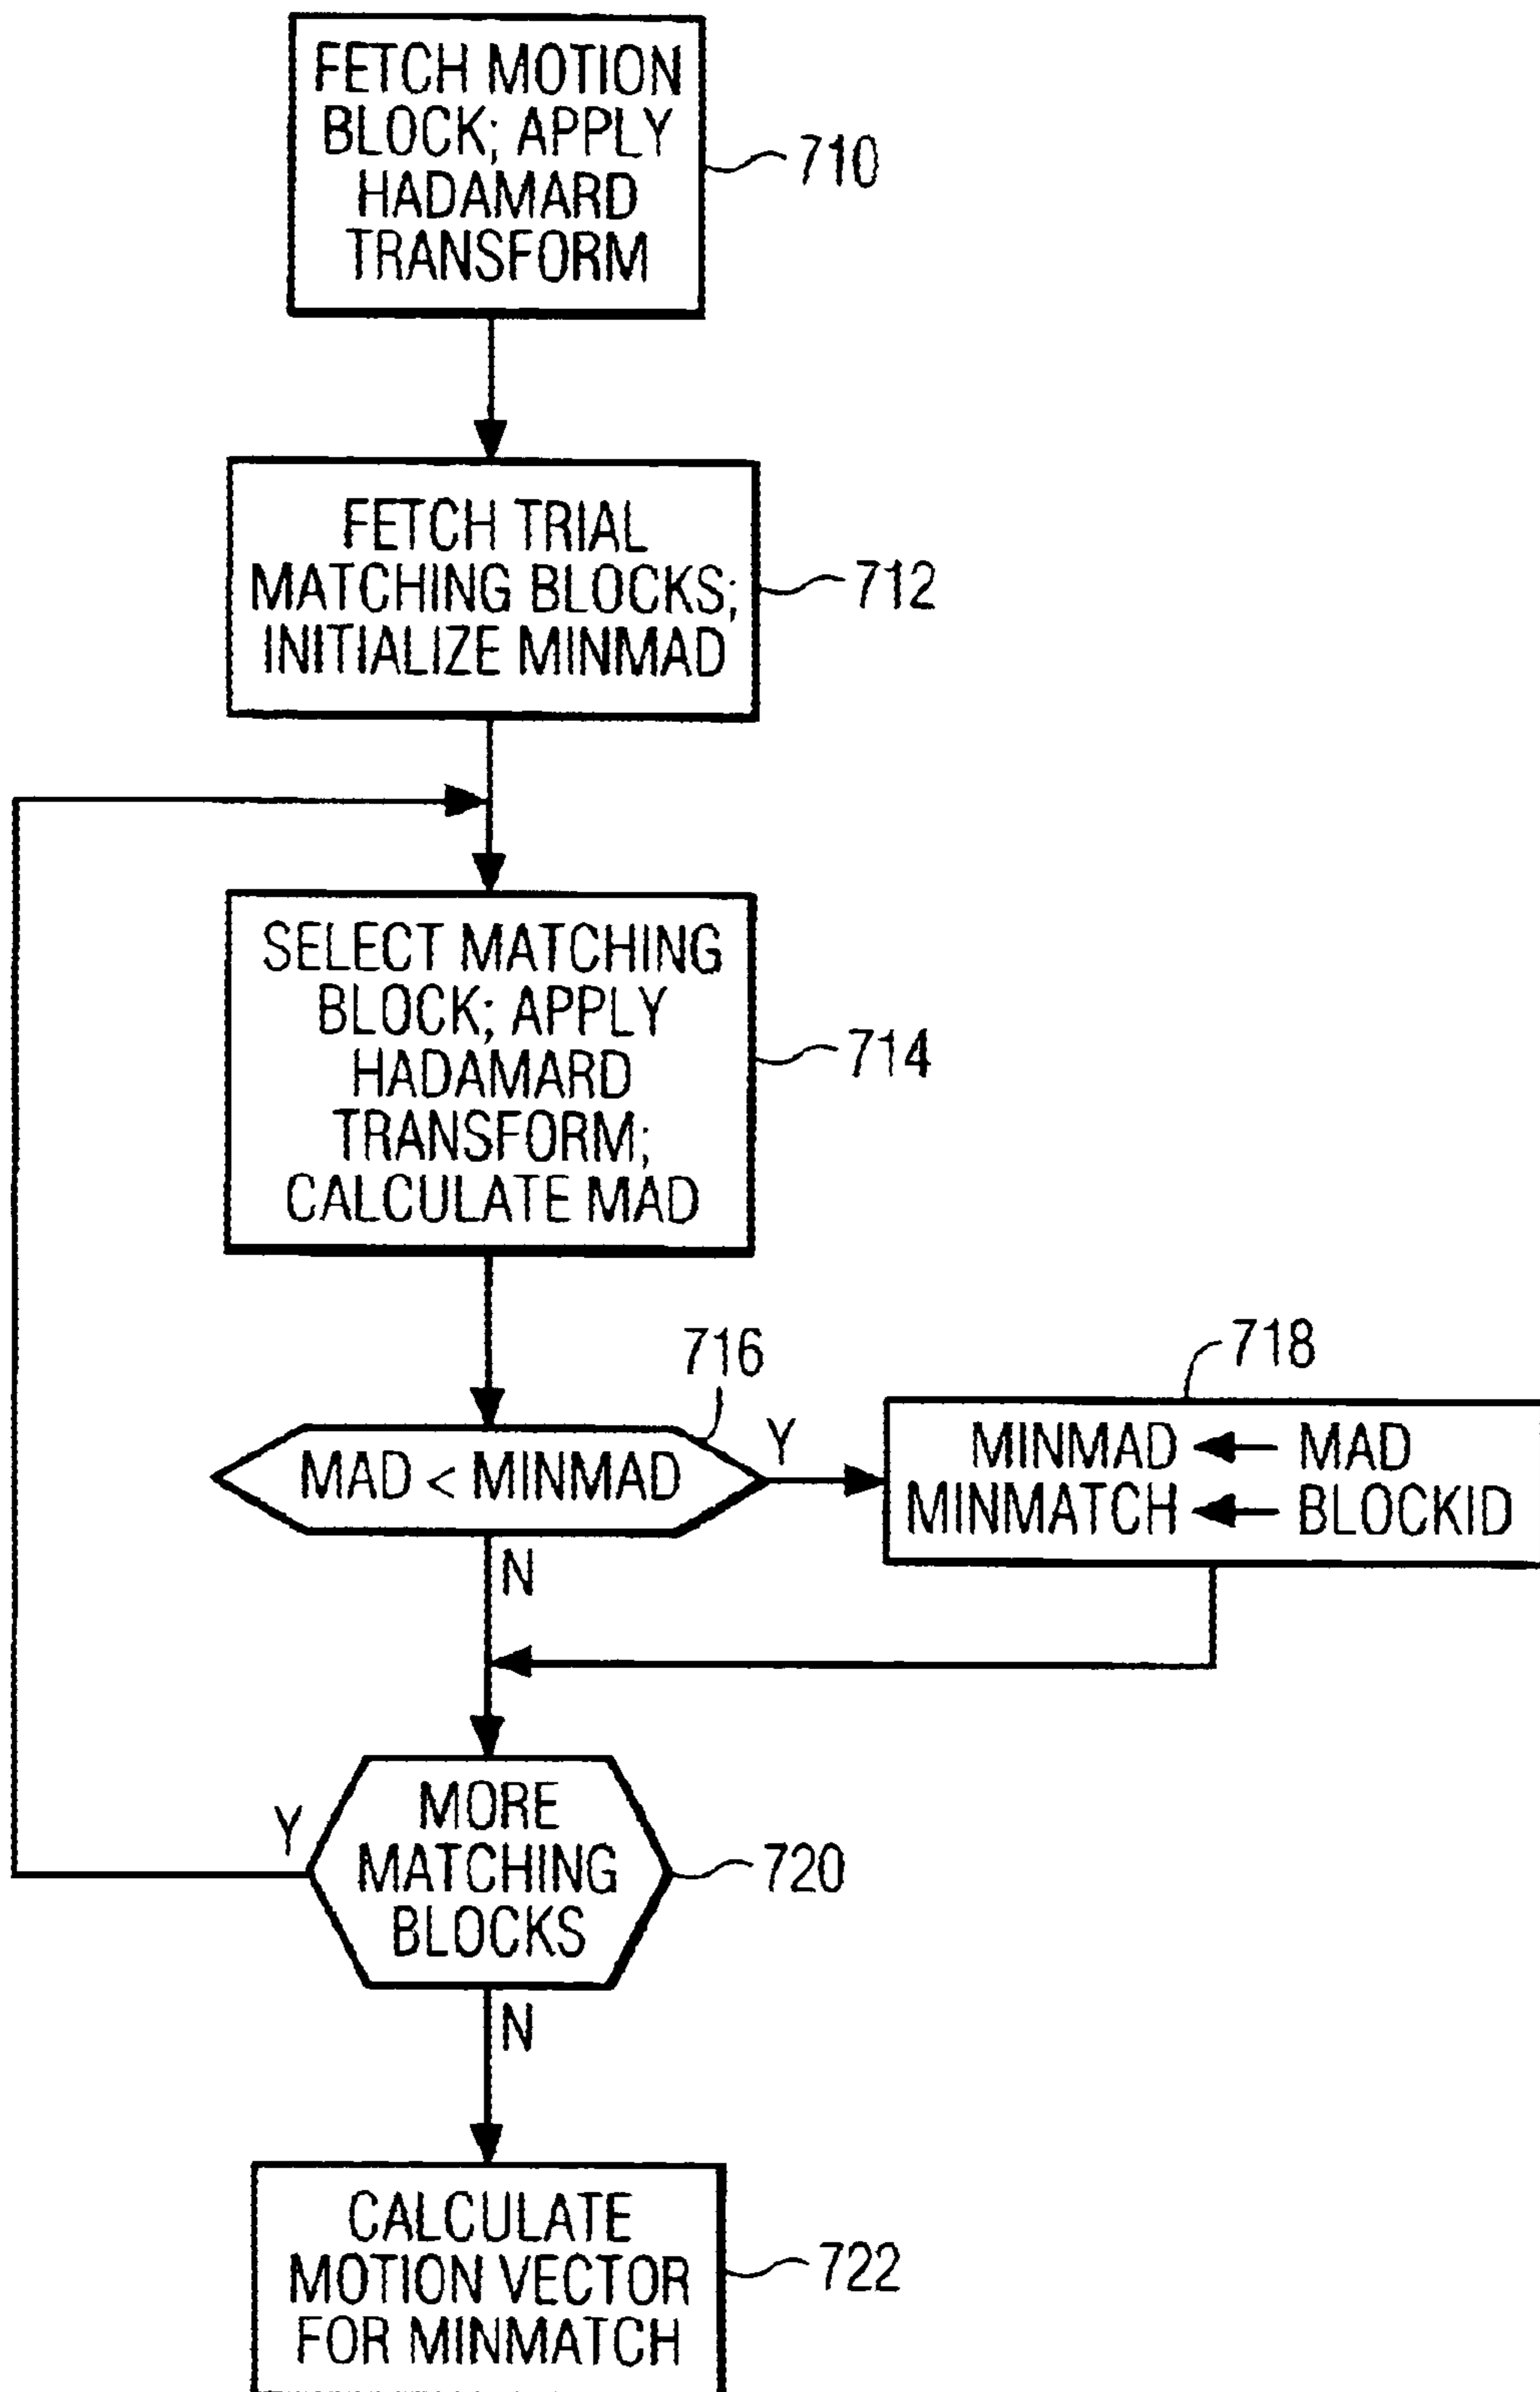 FETCH MOTION
BLOCK; APPLY
HADAMARD
TRANSFORM
710
FETCH TRIAL
MATCHING BLOCKS;
INITIALIZE MINMAD
712
SELECT MATCHING
BLOCK; APPLY
HADAMARD
TRANSFORM;
CALCULATE MAD
714
716
MAD < MINMAD
Y
N
718
MINMAD ← MAD
MINMATCH ← BLOCKID
MORE
MATCHING
BLOCKS
Y
720
N
CALCULATE
MOTION VECTOR
FOR MINMATCH
722